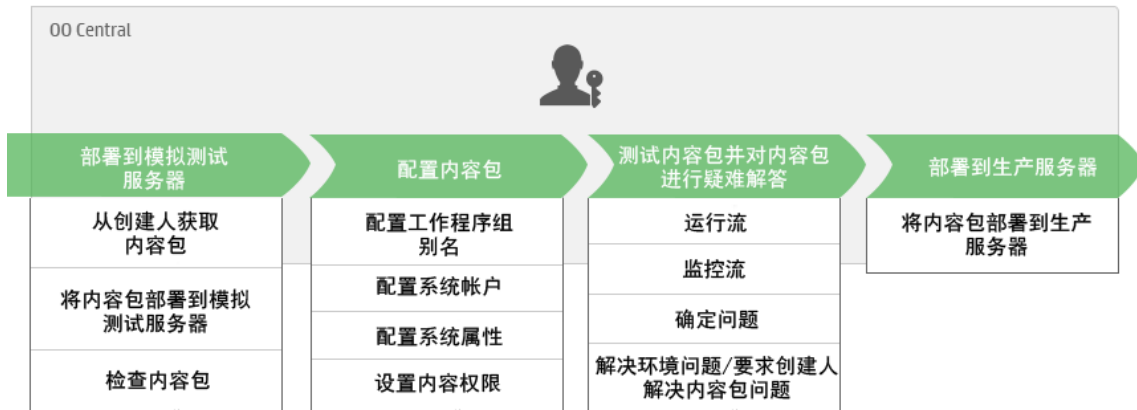 OO Central
部署到模拟测试
服务器
配置内容包
测试内容包并对内容包
进行疑难解答
部署到生产服务器
从创建人获取
内容包
将内容包部署到模拟
测试服务器
检查内容包
配置工作程序组
别名
配置系统帐户
配置系统属性
设置内容权限
运行流
监控流
确定问题
解决环境问题/要求创建人
解决内容包问题
将内容包部署到生产
服务器